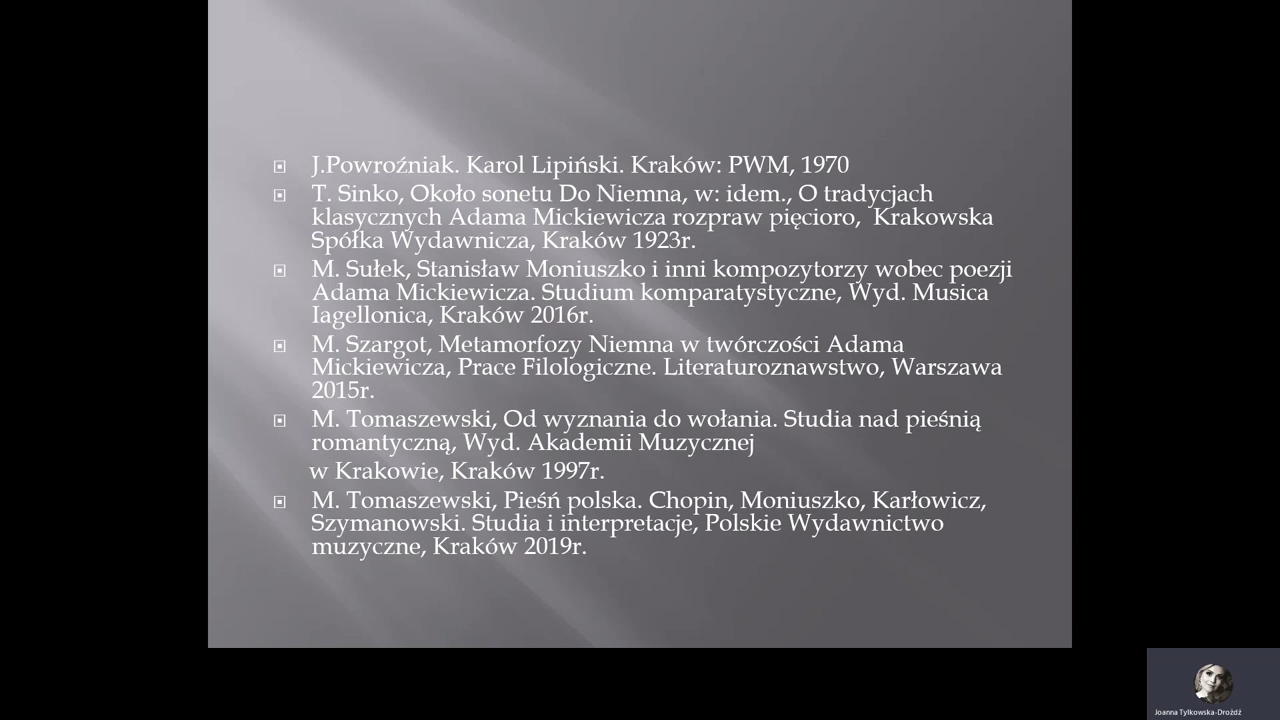 J.Powroźniak. Karol Lipiński. Kraków: PWM, 1970
T. Sinko, Około sonetu Do Niemna, w: idem., O tradycjach
klasycznych Adama Mickiewicza rozpraw pięcioro,  Krakowska
Spółka Wydawnicza, Kraków 1923r.
M. Sułek, Stanisław Moniuszko i inni kompozytorzy wobec poezji
Adama Mickiewicza. Studium komparatystyczne, Wyd. Musica
Iagellonica, Kraków 2016r.
M. Szargot, Metamorfozy Niemna w twórczości Adama
Mickiewicza, Prace Filologiczne. Literaturoznawstwo, Warszawa
2015r.
M. Tomaszewski, Od wyznania do wołania. Studia nad pieśnią
romantyczną, Wyd. Akademii Muzycznej
w Krakowie, Kraków 1997r.
M. Tomaszewski, Pieśń polska. Chopin, Moniuszko, Karłowicz,
Szymanowski. Studia i interpretacje, Polskie Wydawnictwo
muzyczne, Kraków 2019r.
Joanna Tylkowska-Drożdż